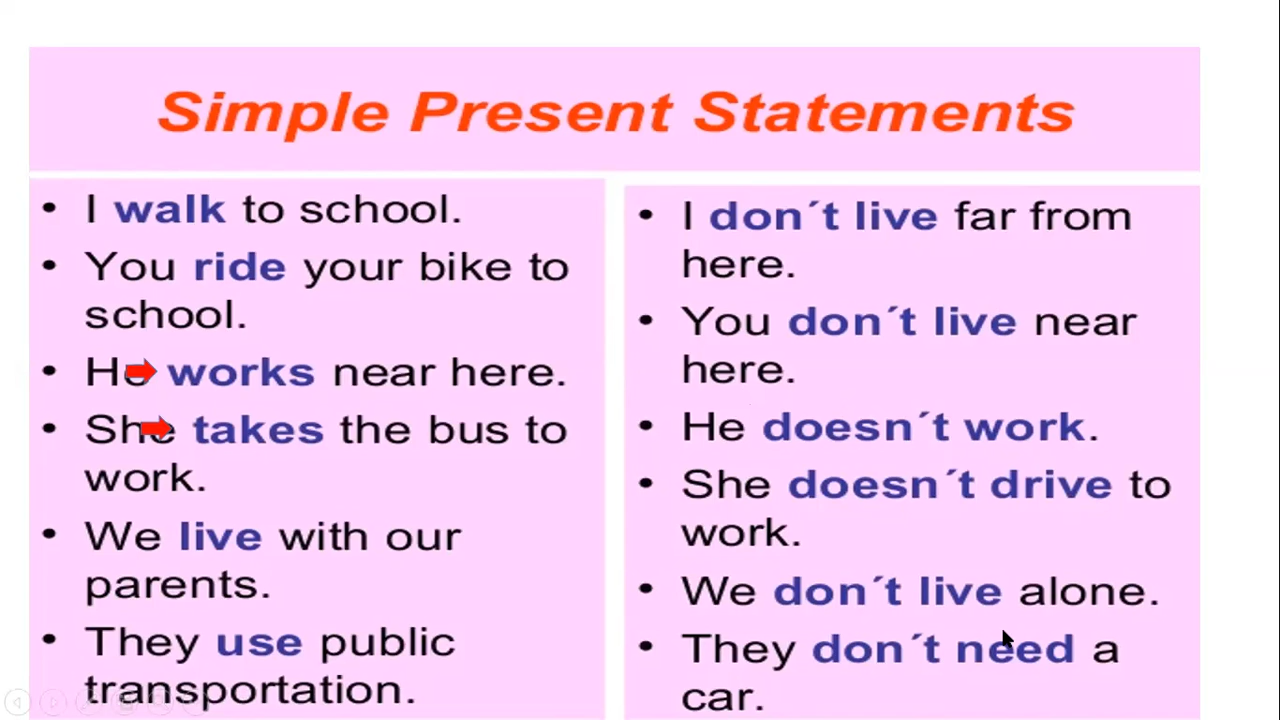 Simple Present Statements
• I walk to school.
• You ride your bike to
school.
• He works near here.
• She takes the bus to
work.
• We live with our
parents.
• They use public
transportation.
• I don´t live far from
here.
• You don´t live near
here.
• He doesn´t work.
• She doesn´t drive to
work.
• We don´t live alone.
• They don´t need a
car.